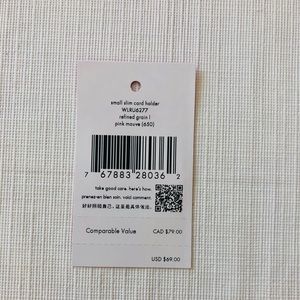 small slim card holder
WLRU6277
refined grain l
pink mauve (650)
7 67883 28036 2
take good care. here's how.
prenez-en bien soin. voici comment.
Comparable Value CAD $79.00
USD $69.00